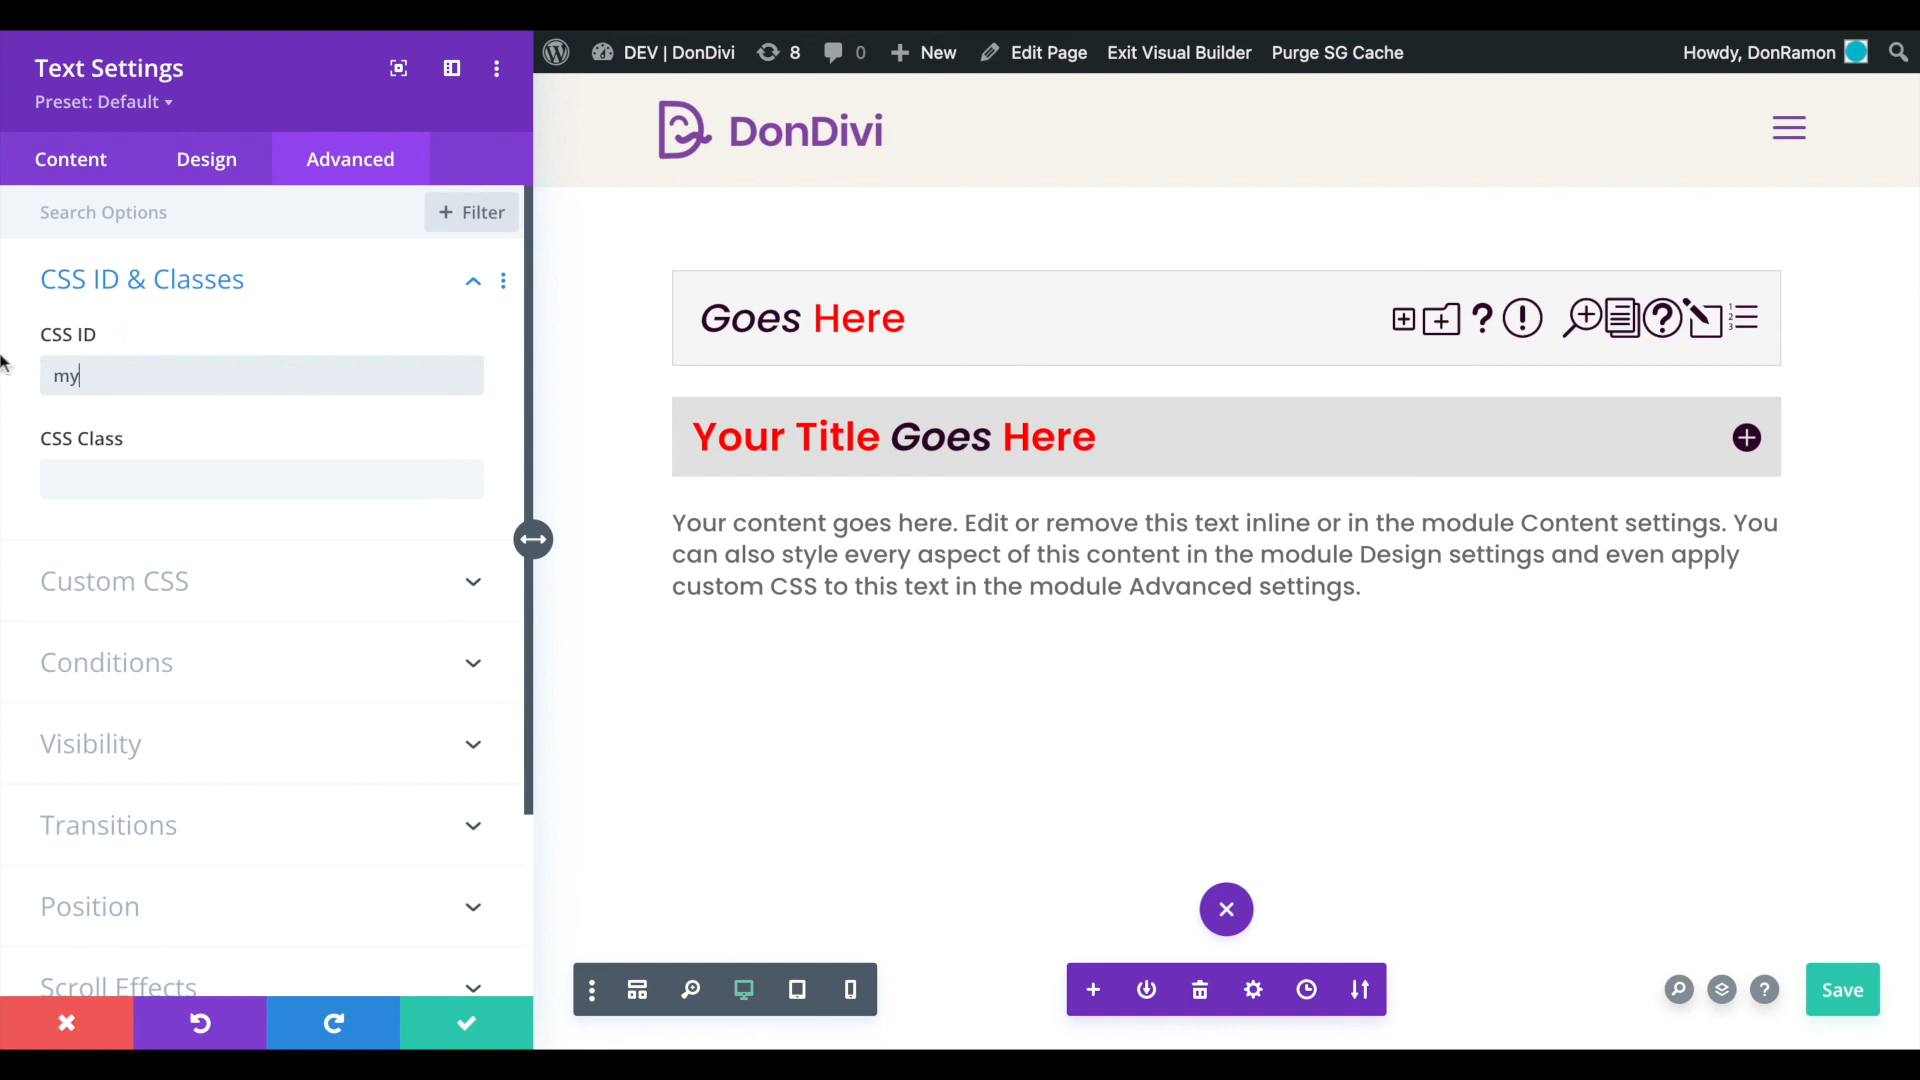 Text Settings
Preset: Default
Content
Design
Advanced
Search Options
+ Filter
CSS ID & Classes
CSS ID
my
CSS Class
Custom CSS
Conditions
Visibility
Transitions
Position
Scroll Effects
DEV | DonDivi
8
0
New
Edit Page
Exit Visual Builder
Purge SG Cache
Howdy, DonRamon
DonDivi
Goes Here
Your Title Goes Here
Your content goes here. Edit or remove this text inline or in the module Content settings. You
can also style every aspect of this content in the module Design settings and even apply
custom CSS to this text in the module Advanced settings.
Save